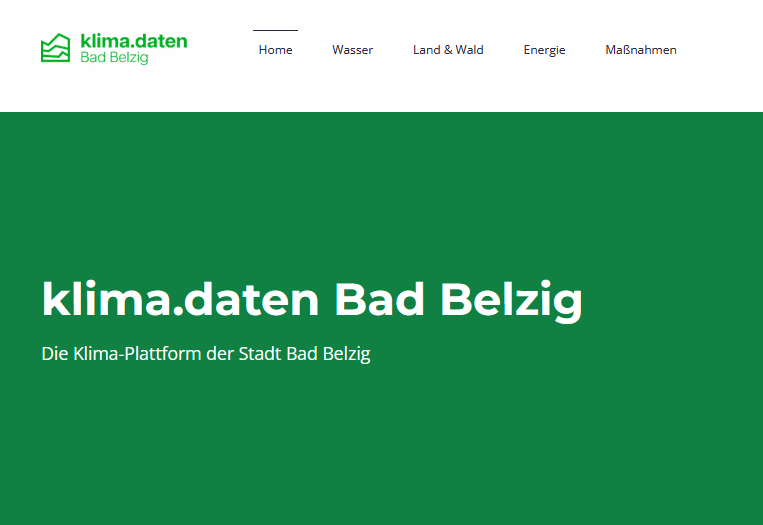 klima.daten
Bad Belzig
Home Wasser Land & Wald Energie Maßnahmen
klima.daten Bad Belzig
Die Klima-Plattform der Stadt Bad Belzig